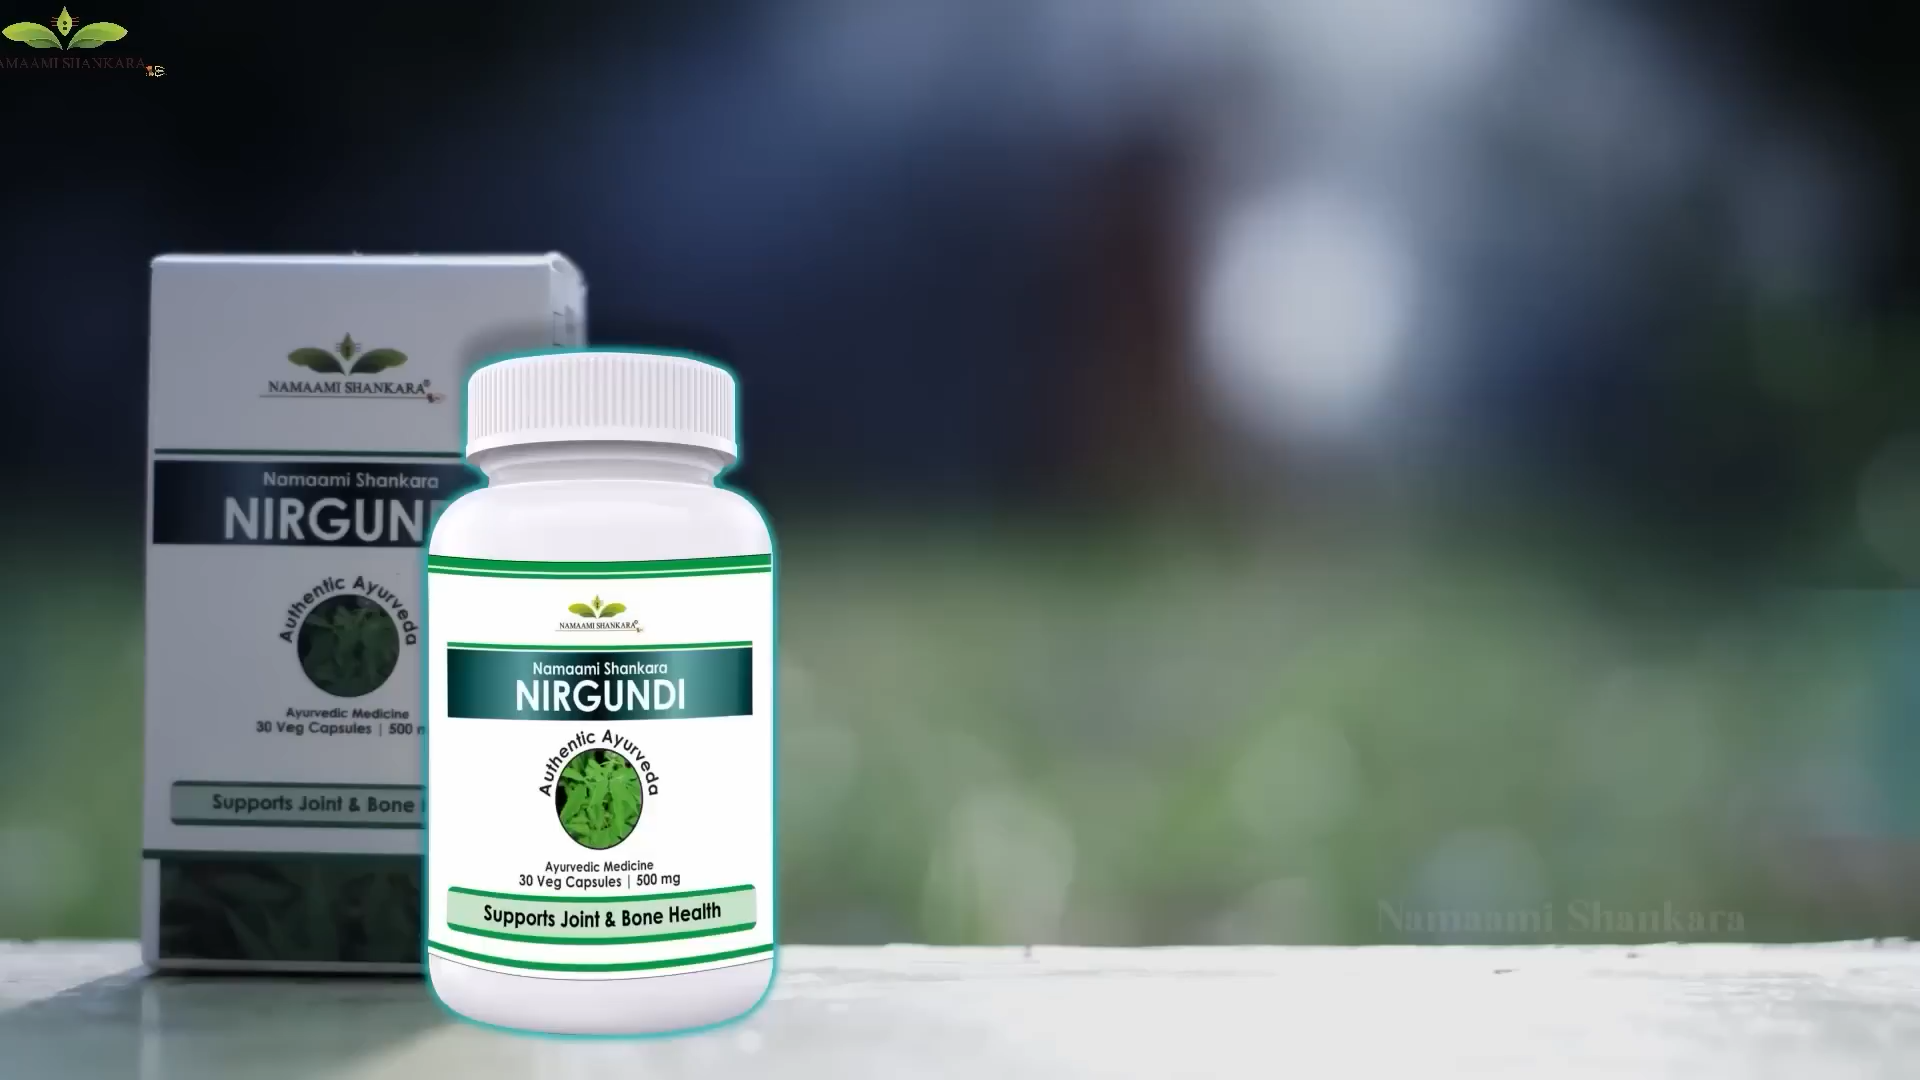 NAMAAMI SHANKARA
NAMAAMI SHANKARA®
Namaami Shankara
Authentic Ayurveda
Ayurvedic Medicine
30 Veg Capsules | 500
Supports Joint & Bone
NAMAAMI SHANKARA®
Namaami Shankara
NIRGUNDI
Authentic Ayurveda
Ayurvedic Medicine
30 Veg Capsules | 500 mg
Supports Joint & Bone Health
Namaami Shankara